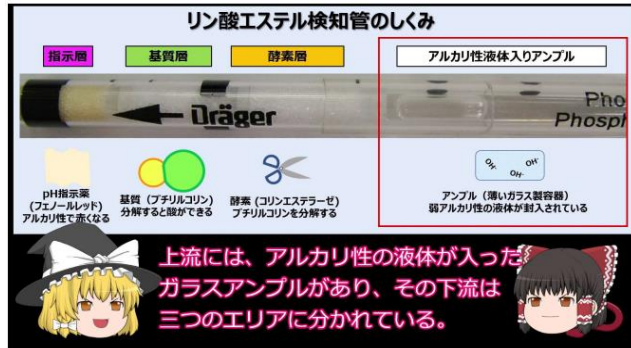 リン酸エステル検知管のしくみ
指示層
基質層
酵素層
アルカリ性液体入りアンプル
Dräger
Pho
Phosph
pH指示薬
(フェノールレッド)
アルカリ性で赤くなる
基質（ブチリルコリン）
分解すると酸ができる
酵素（コリンエステラーゼ）
ブチリルコリンを分解する
OH-
OH-
OH-
アンプル（薄いガラス製容器）
弱アルカリ性の液体が封入されている
上流には、アルカリ性の液体が入った
ガラスアンプルがあり、その下流は
三つのエリアに分かれている。